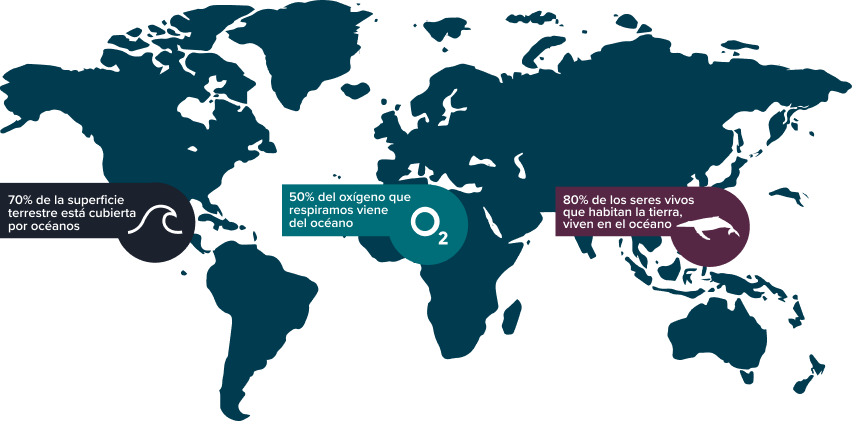 70% de la superficie
terrestre está cubierta
por océanos
50% del oxígeno que
respiramos viene
del océano
O2
80% de los seres vivos
que habitan la tierra,
viven en el océano